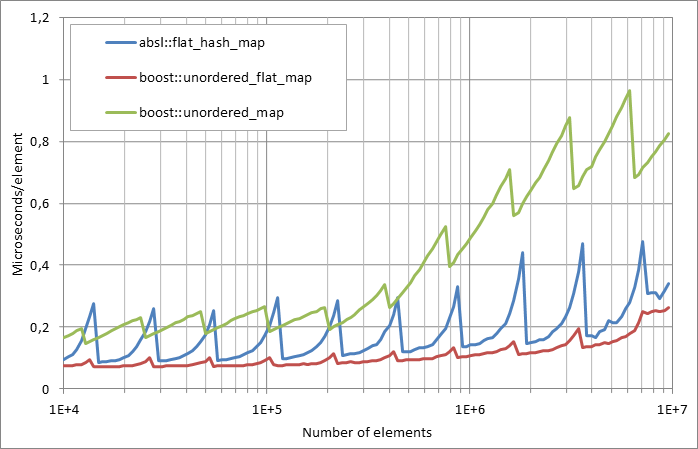 1,2
1
0,8
0,6
0,4
0,2
0
Microseconds/element
absl::flat_hash_map
boost::unordered_flat_map
boost::unordered_map
1E+4
1E+5
1E+6
1E+7
Number of elements